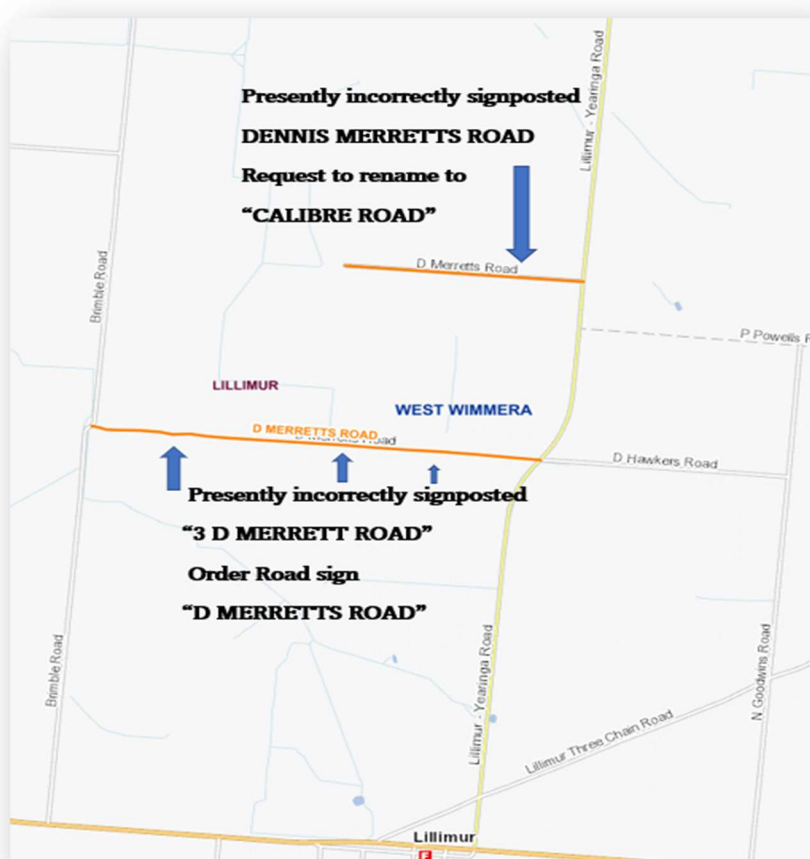 Lillimur - Yearinga Road
Presently incorrectly signposted
DENNIS MERRETTS ROAD
Request to rename to
“CALIBRE ROAD”
D Merretts Road
Brimble Road
P Powells R
LILLIMUR
WEST WIMMERA
D MERRETTS ROAD
D Merretts Road
D Hawkers Road
Presently incorrectly signposted
“3 D MERRETT ROAD”
Order Road sign
“D MERRETTS ROAD”
Brimble Road
Lillimur - Yearinga Road
N Goodwins Road
Lillimur Three Chain Road
Lillimur
F